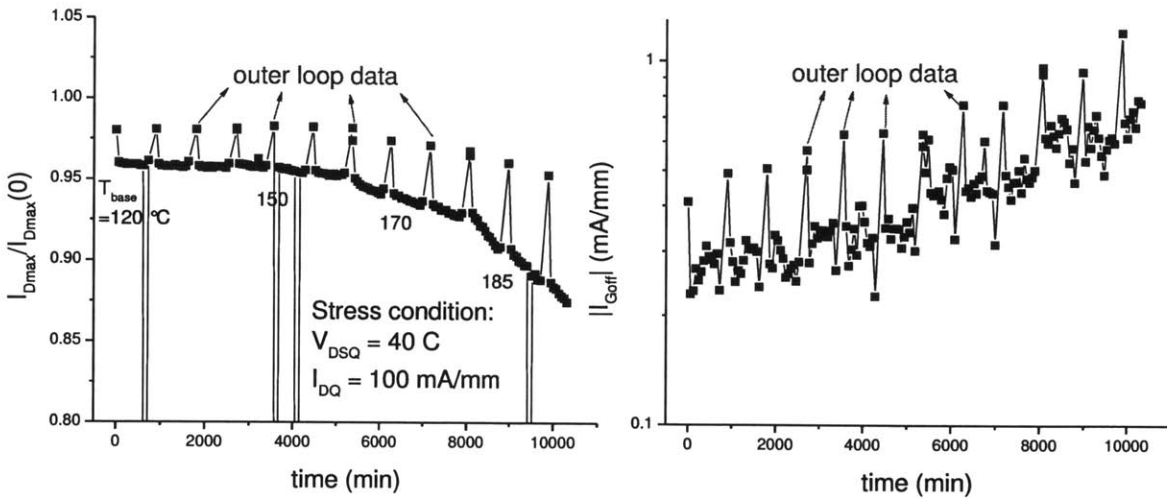 1.05
1.00
0.95
0.90
0.85
0.80
I_Dmax/I_Dmax(0)
outer loop data
T_base
=120 °C
150
170
185
Stress condition:
V_DSQ = 40 C
I_DQ = 100 mA/mm
0 2000 4000 6000 8000 10000
time (min)
1
0.1
|I_Goff| (mA/mm)
outer loop data
0 2000 4000 6000 8000 10000
time (min)